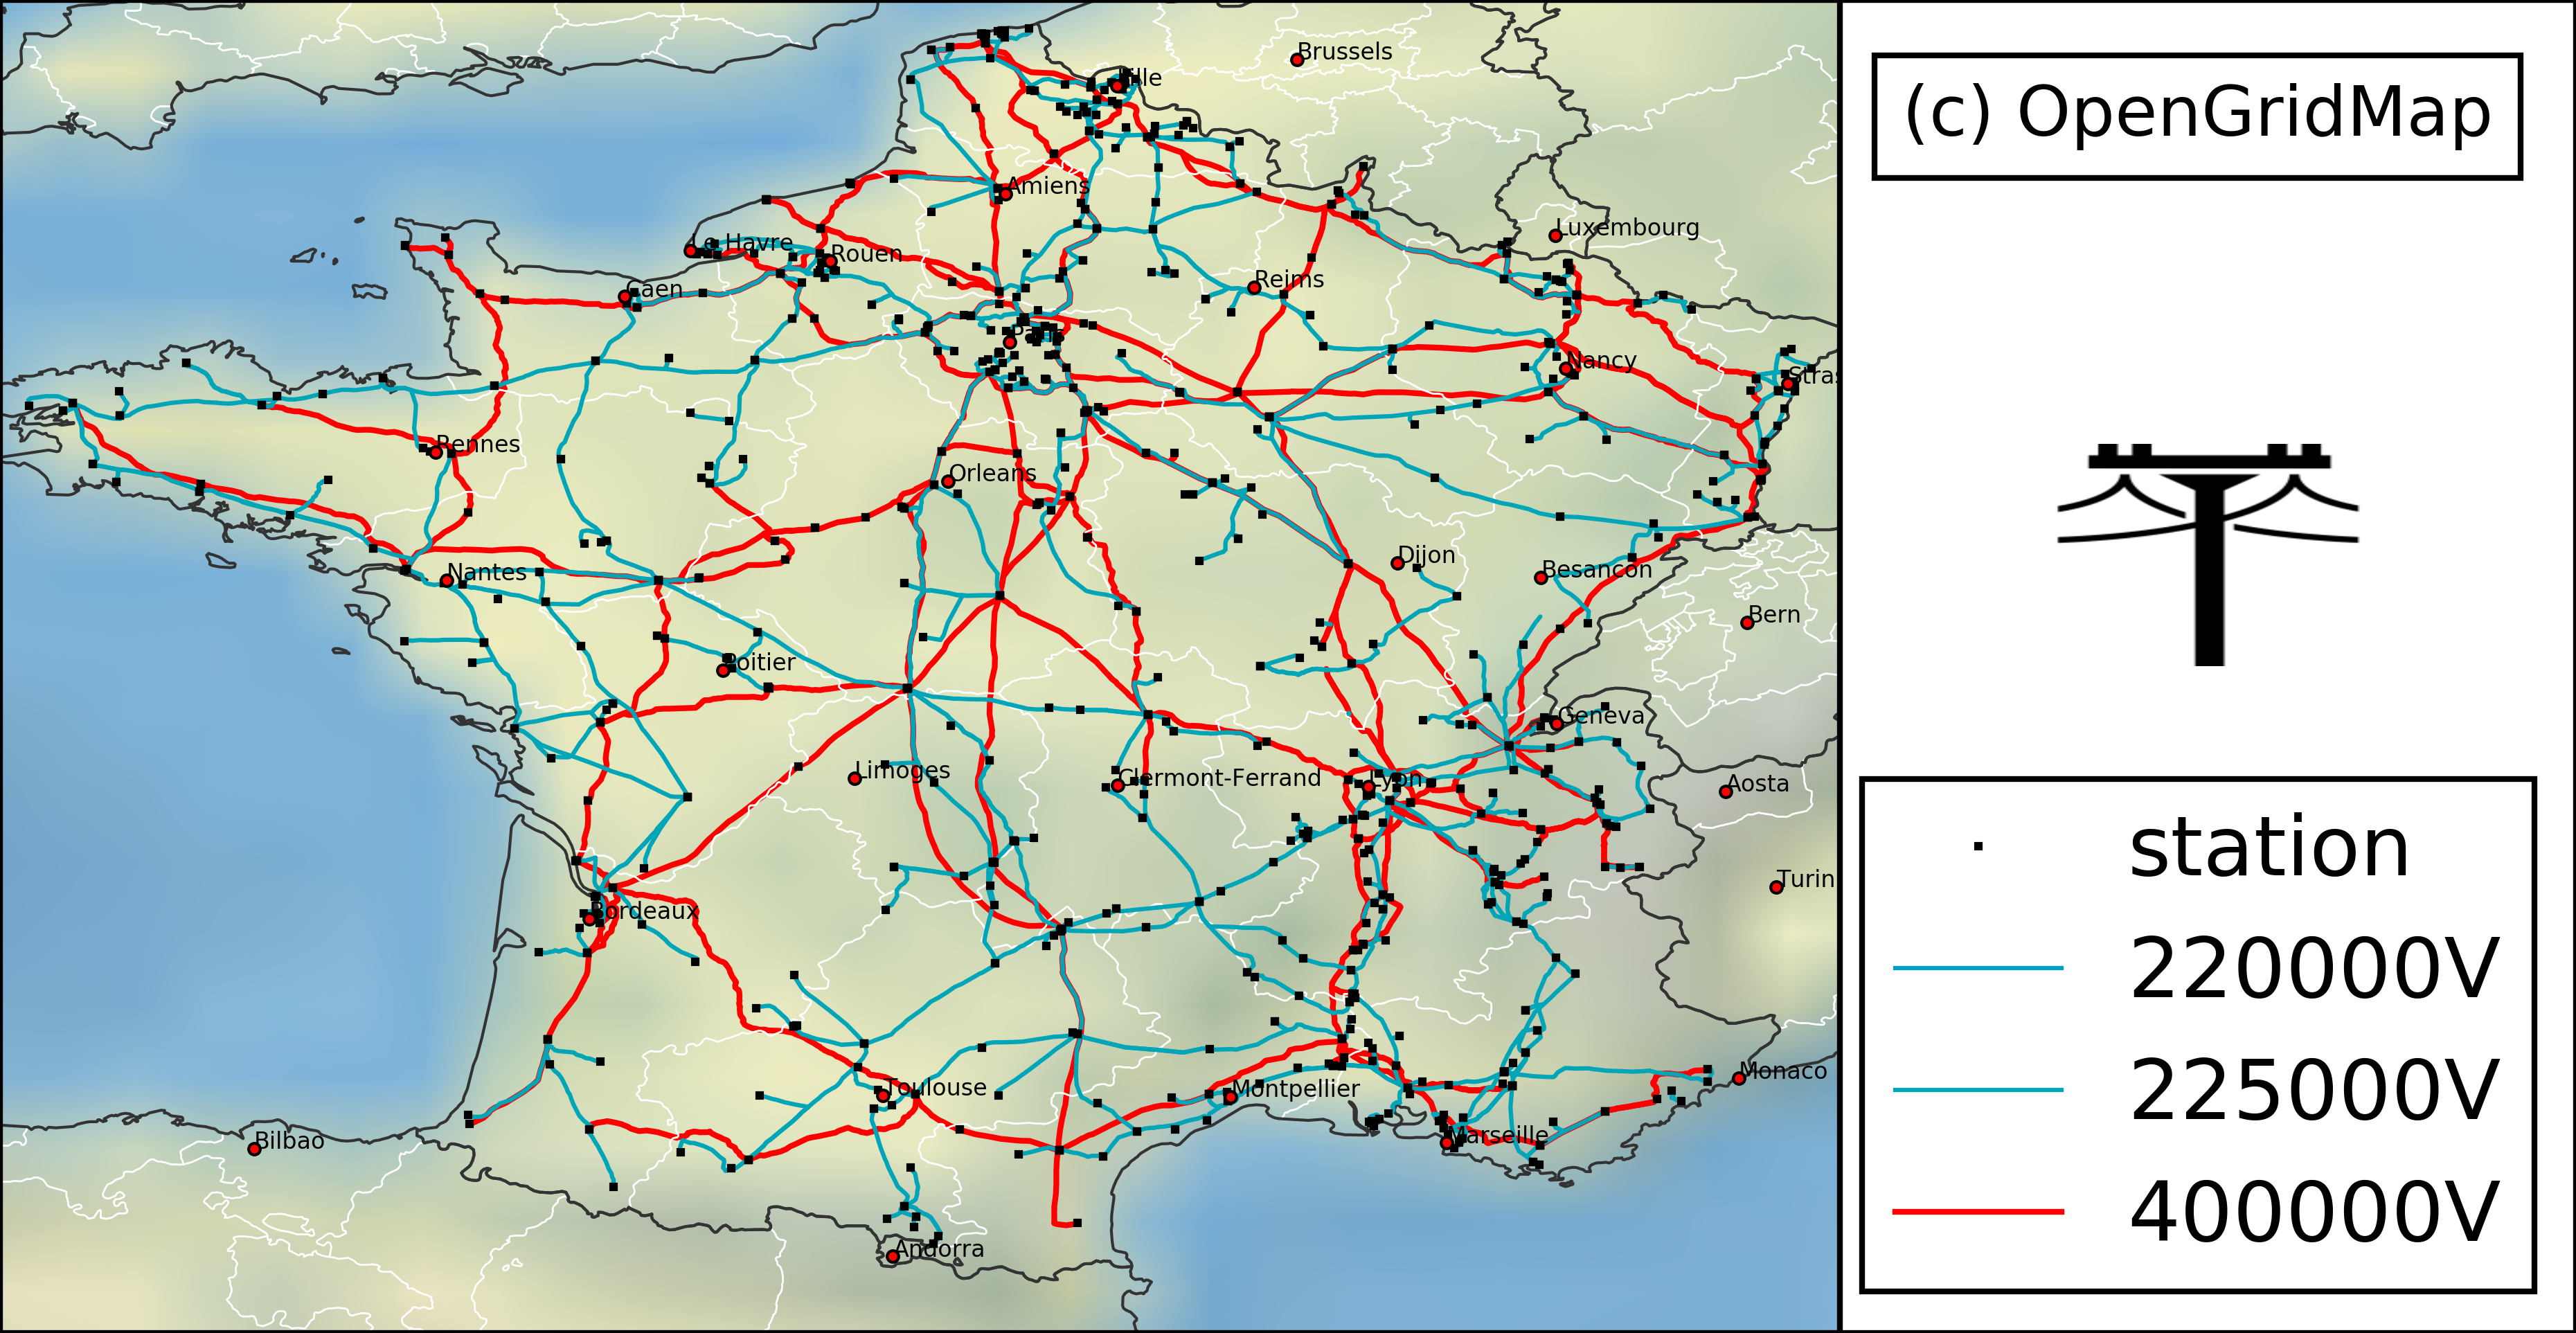 Brussels
Lille
Amiens
Luxembourg
Le Havre
Rouen
Reims
Caen
Paris
Nancy
Stras
Rennes
Orleans
Dijon
Besancon
Nantes
Bern
Poitier
Geneva
Limoges
Clermont-Ferrand
Lyon
Aosta
Turin
Bordeaux
Monaco
Toulouse
Montpellier
Marseille
Bilbao
Andorra
(c) OpenGridMap
station
220000V
225000V
400000V